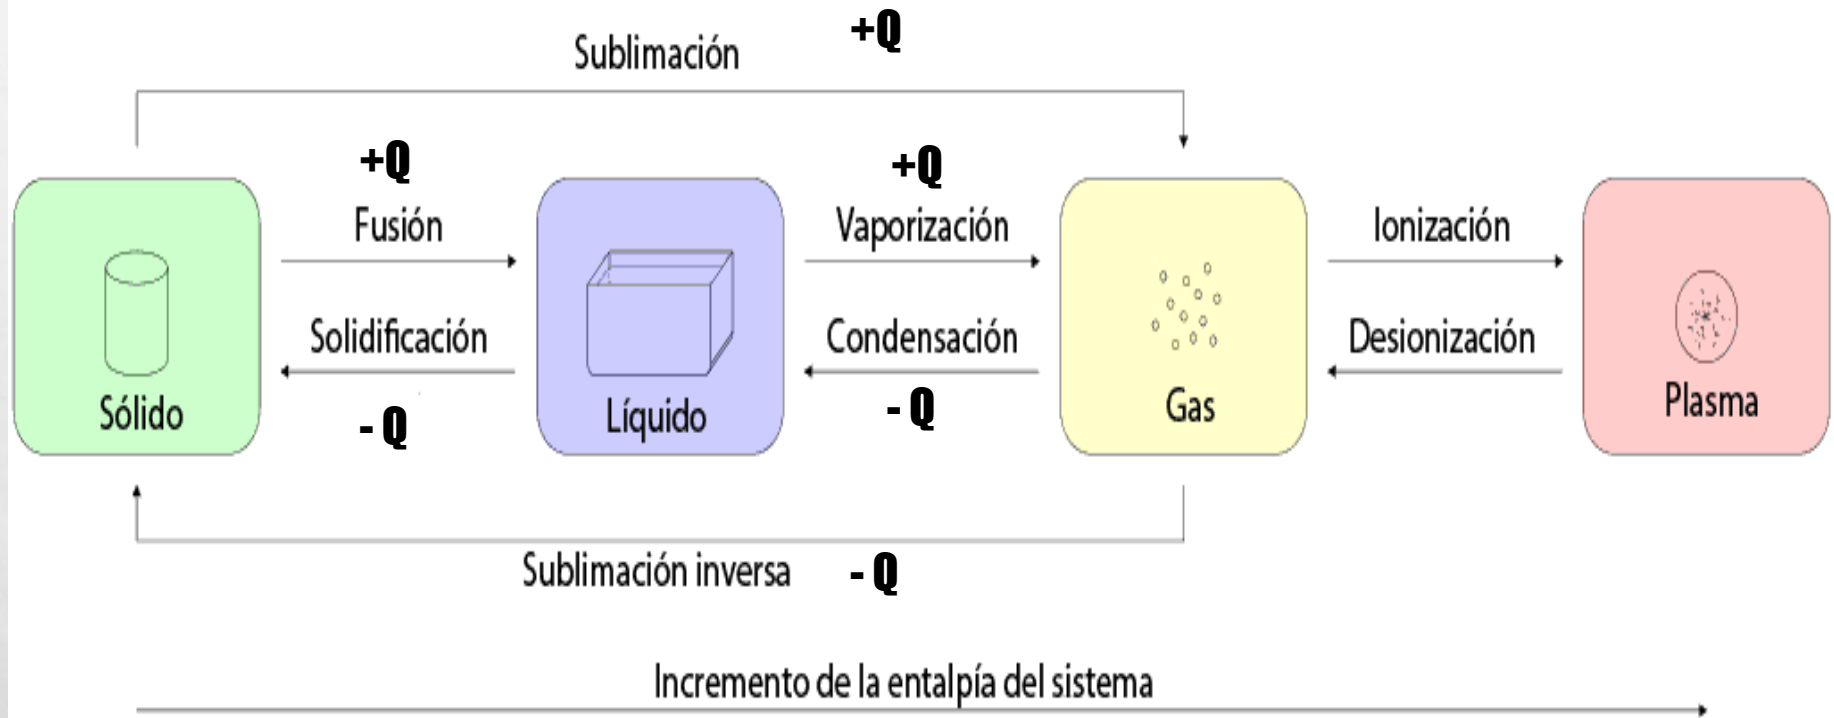 Sublimación +Q
+Q +Q
Fusión Vaporización Ionización
Solidificación Condensación Desionización
Sólido Líquido Gas Plasma
- Q - Q
Sublimación inversa - Q
Incremento de la entalpía del sistema